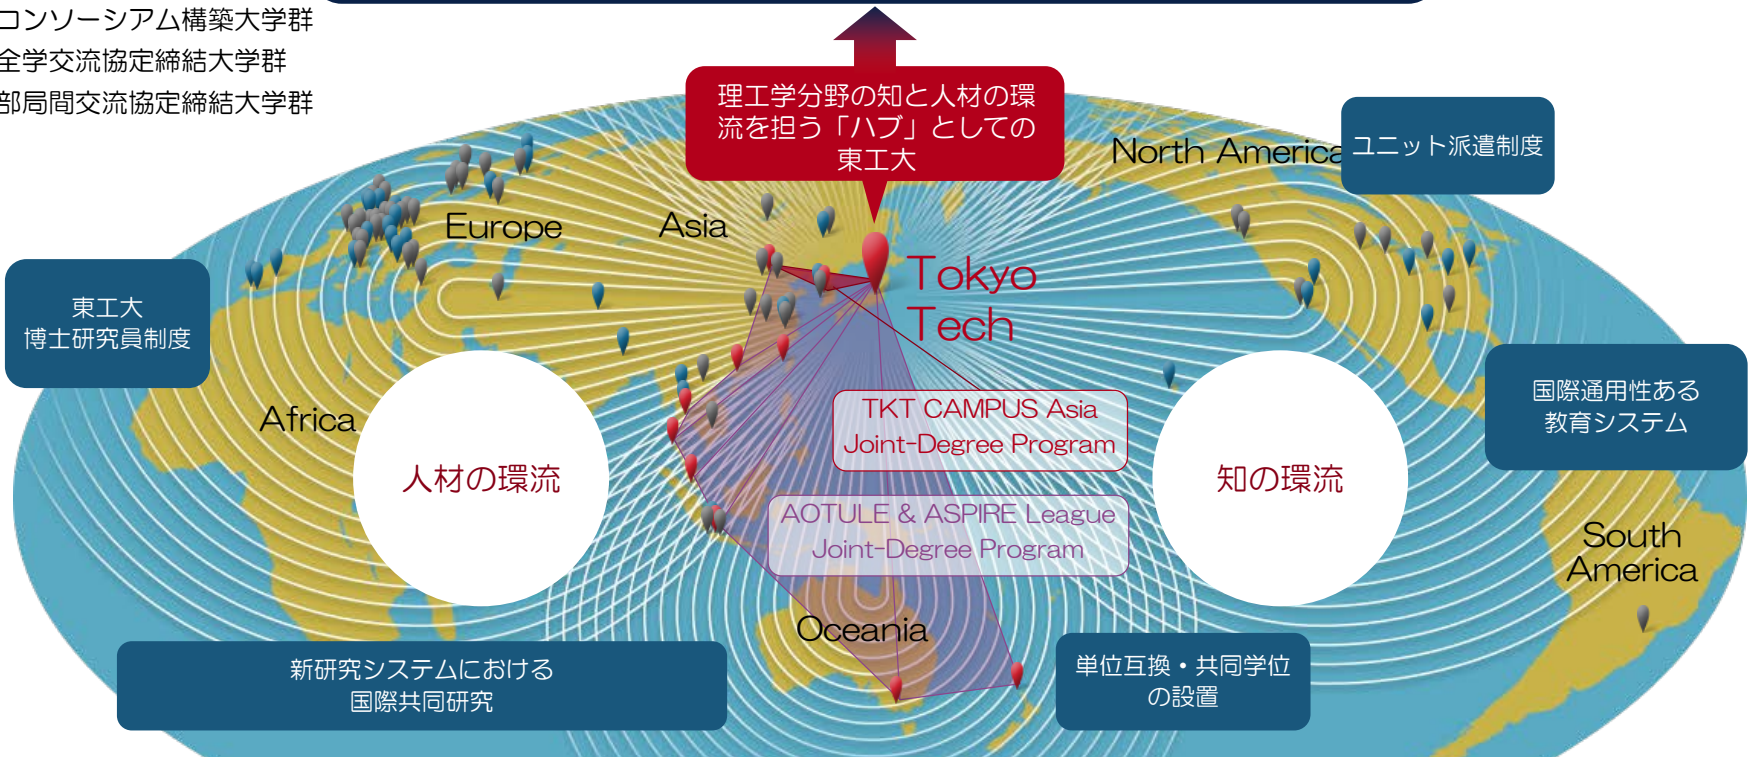 コンソーシアム構築大学群
全学交流協定締結大学群
部局間交流協定締結大学群
理工学分野の知と人材の環
流を担う「ハブ」としての
東工大
North America
ユニット派遣制度
Europe
Asia
Tokyo
Tech
東工大
博士研究員制度
Africa
TKT CAMPUS Asia
Joint-Degree Program
国際通用性ある
教育システム
人材の環流
知の環流
AOTULE & ASPIRE League
Joint-Degree Program
South
America
Oceania
新研究システムにおける
国際共同研究
単位互換・共同学位
の設置